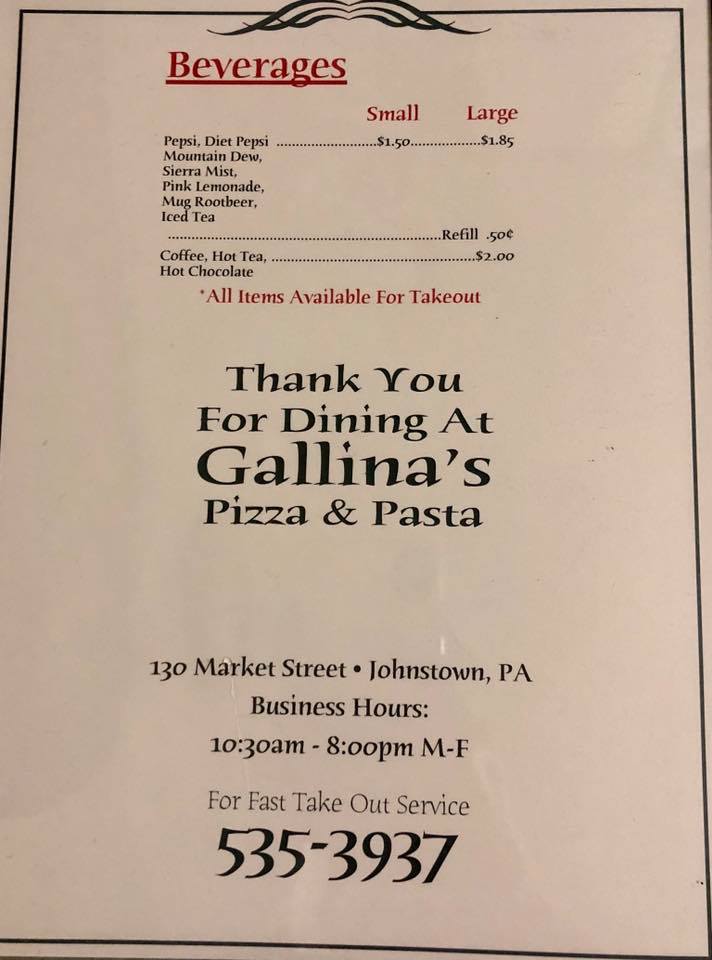 Beverages
Small Large
Pepsi, Diet Pepsi .........................$1.50.................$1.85
Mountain Dew,
Sierra Mist,
Pink Lemonade,
Mug Rootbeer,
Iced Tea
....................................................................Refill .50¢
Coffee, Hot Tea, ...................................................$2.00
Hot Chocolate
*All Items Available For Takeout
Thank You
For Dining At
Gallina's
Pizza & Pasta
130 Market Street • Johnstown, PA
Business Hours:
10:30am - 8:00pm M-F
For Fast Take Out Service
535-3937